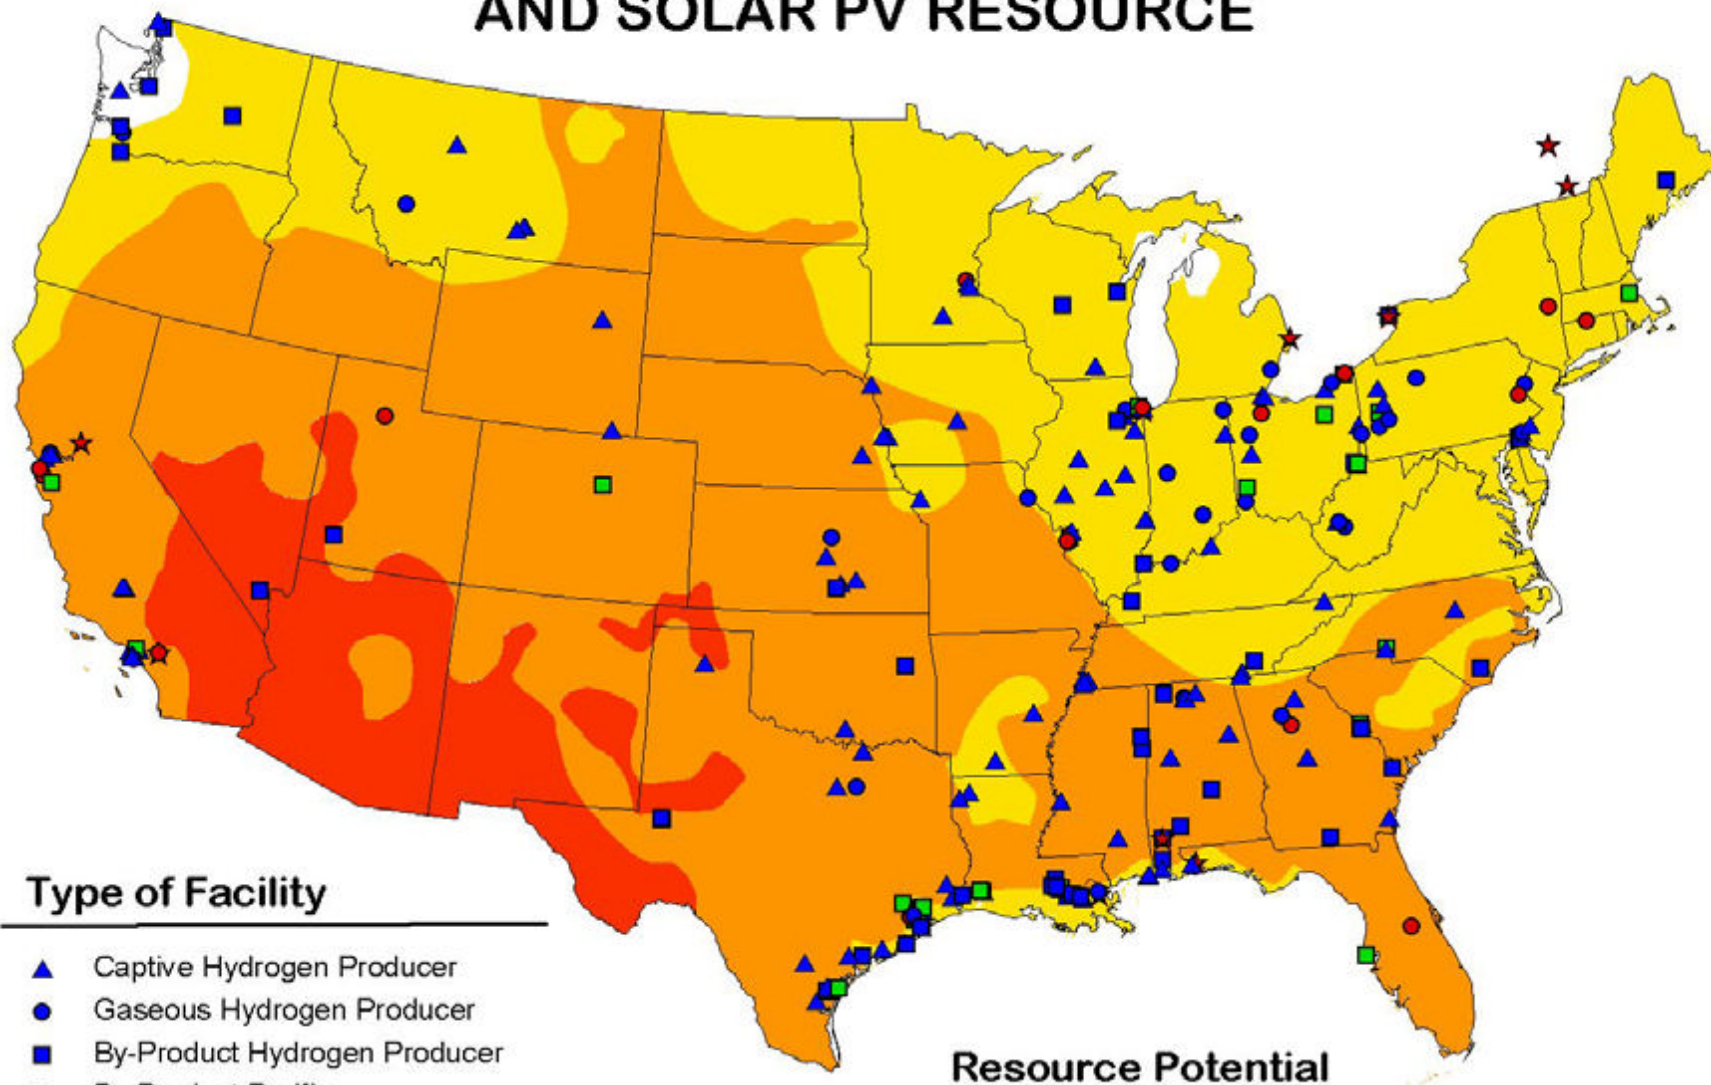 AND SOLAR PV RESOURCE
Type of Facility
Captive Hydrogen Producer
Gaseous Hydrogen Producer
By-Product Hydrogen Producer
Resource Potential